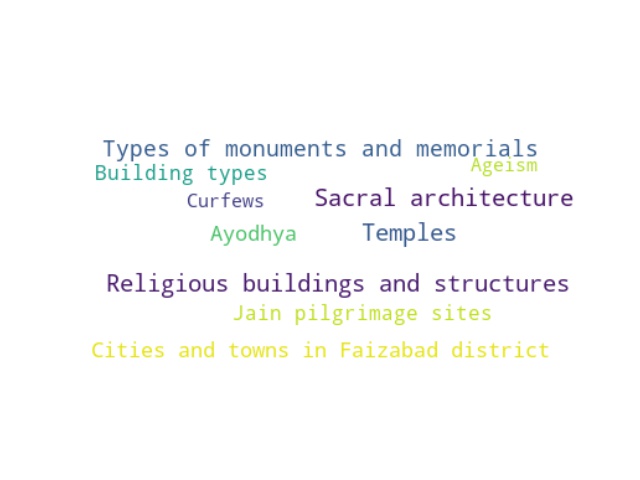 Types of monuments and memorials
Ageism
Building types
Sacral architecture
Curfews
Ayodhya
Temples
Religious buildings and structures
Jain pilgrimage sites
Cities and towns in Faizabad district